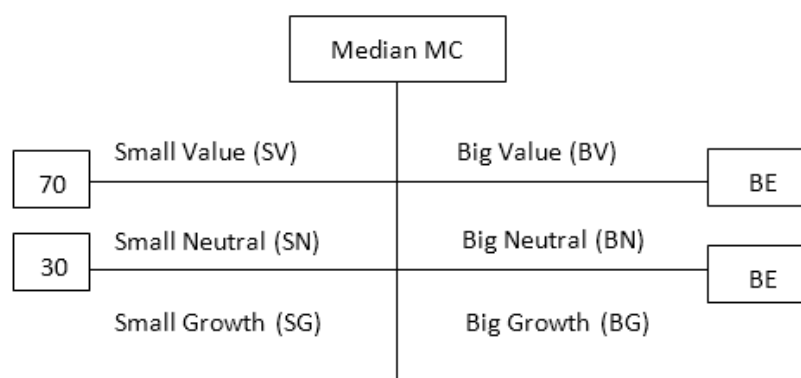 Median MC
Small Value (SV)
Big Value (BV)
70
BE
Small Neutral (SN)
Big Neutral (BN)
30
BE
Small Growth (SG)
Big Growth (BG)